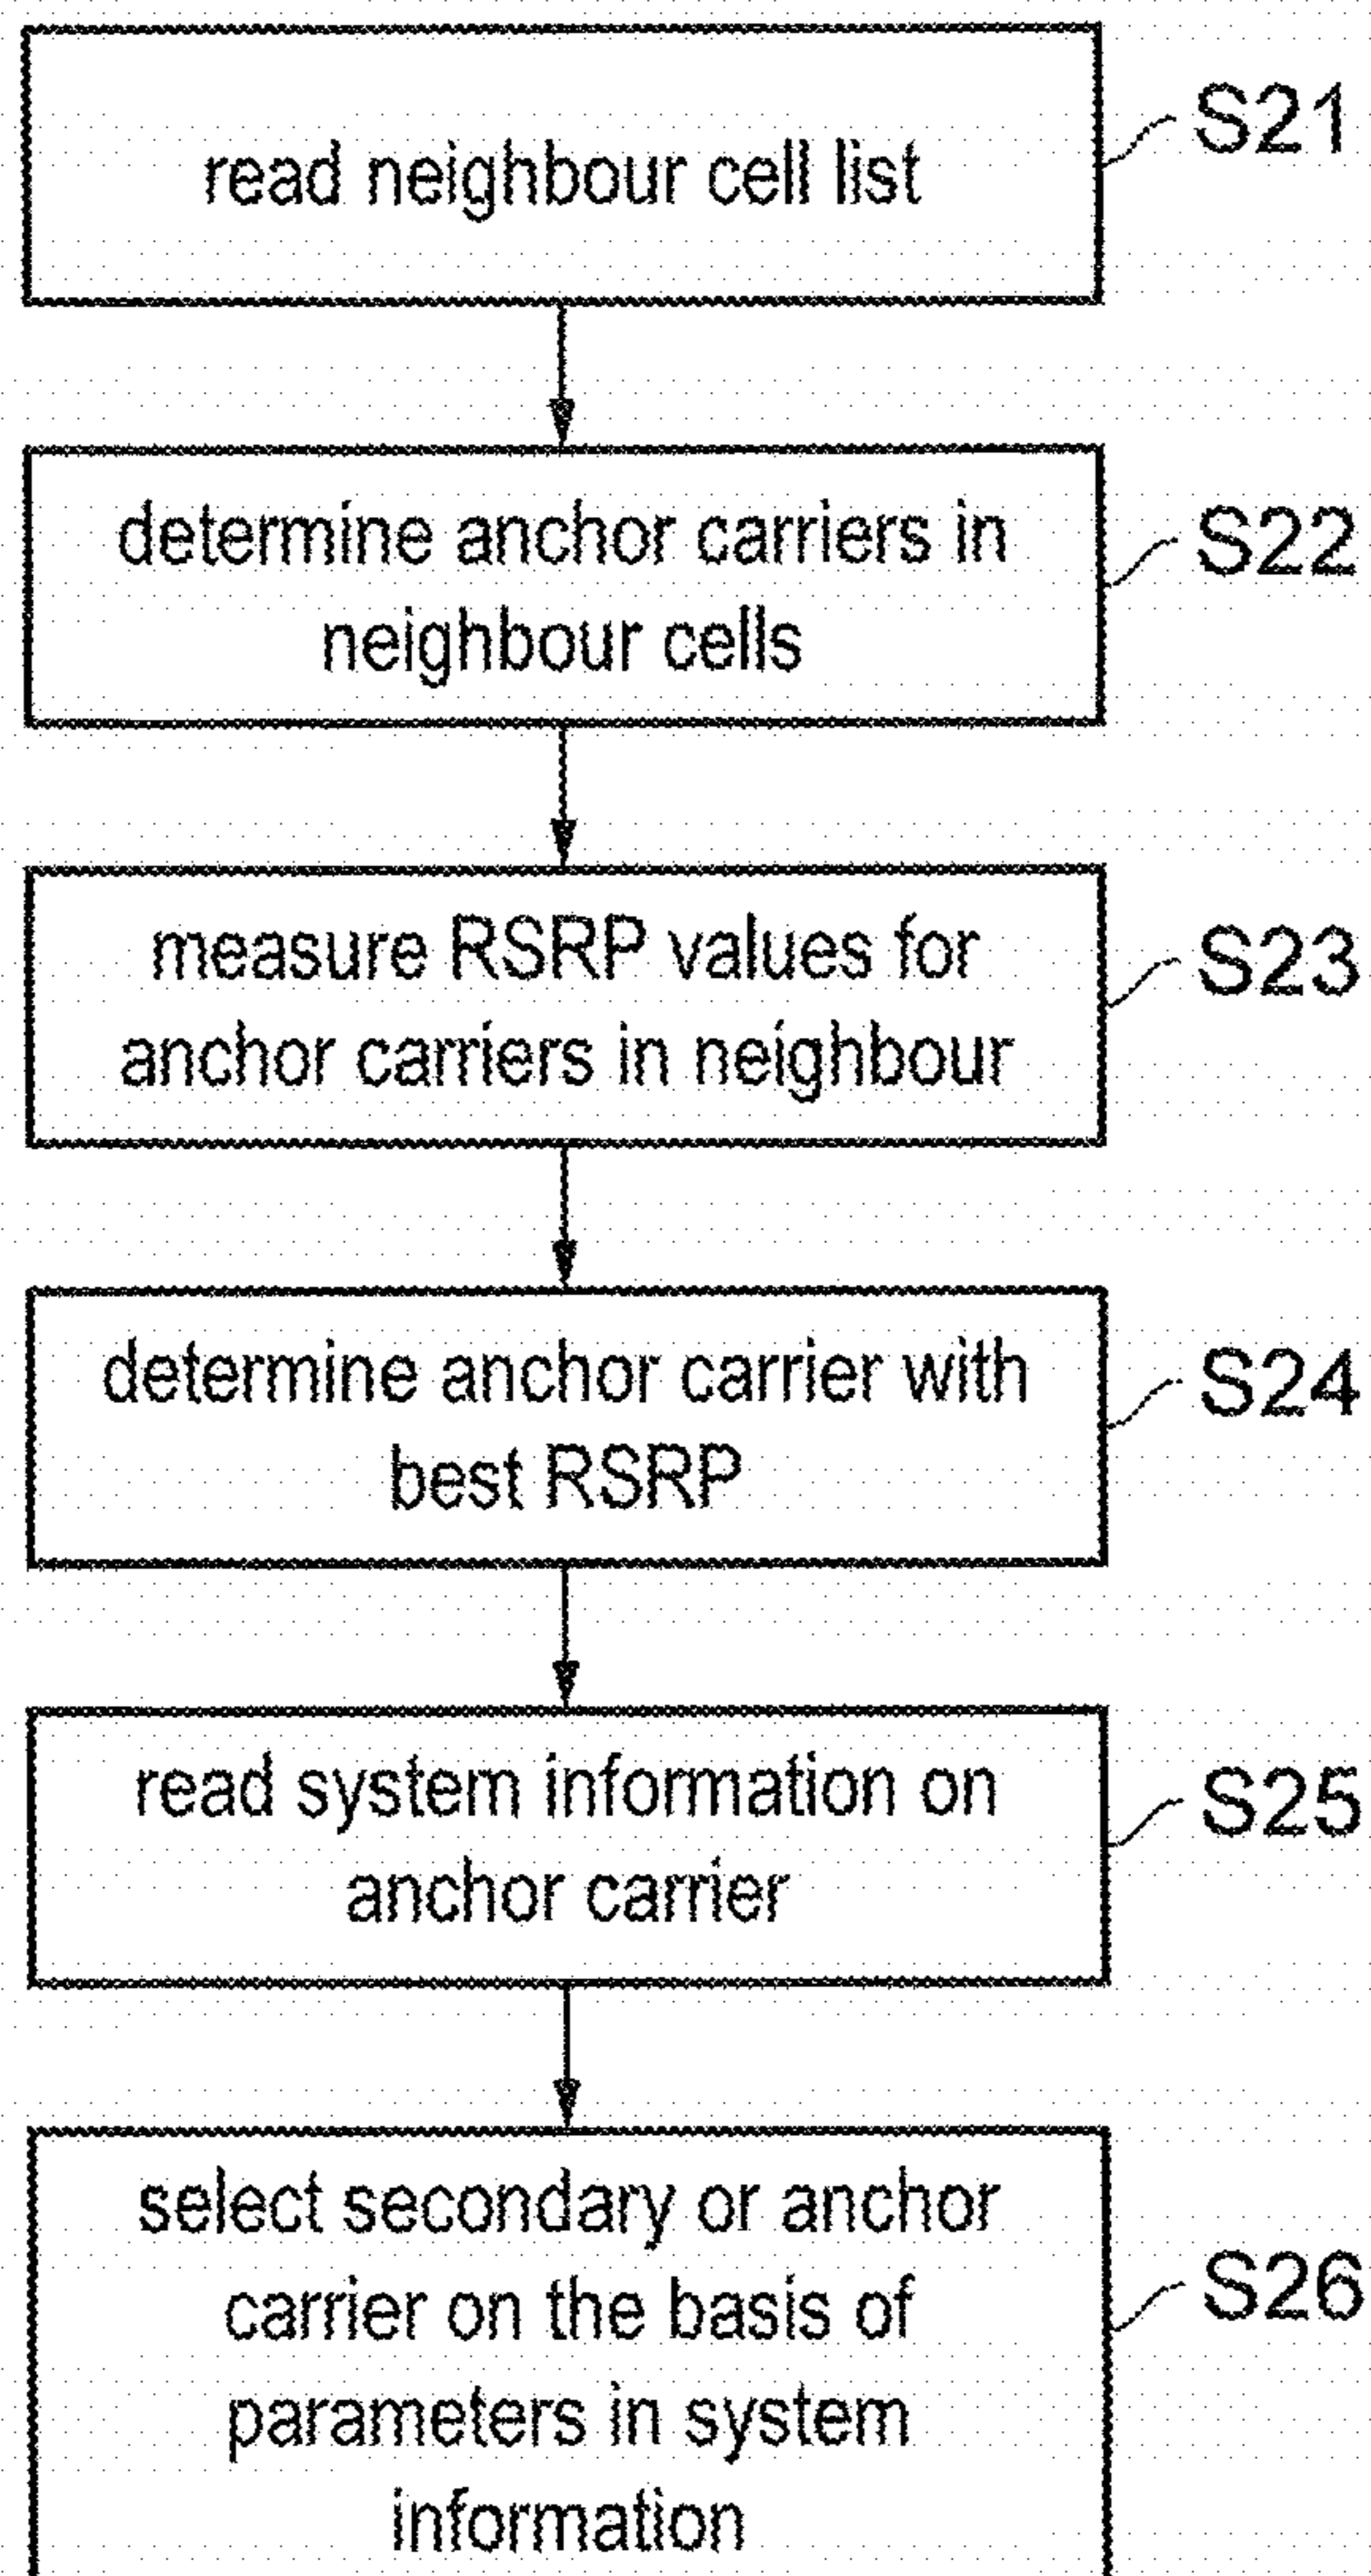 read neighbour cell list
S21
determine anchor carriers in
neighbour cells
S22
measure RSRP values for
anchor carriers in neighbour
S23
determine anchor carrier with
best RSRP
S24
read system information on
anchor carrier
S25
select secondary or anchor
carrier on the basis of
parameters in system
information
S26